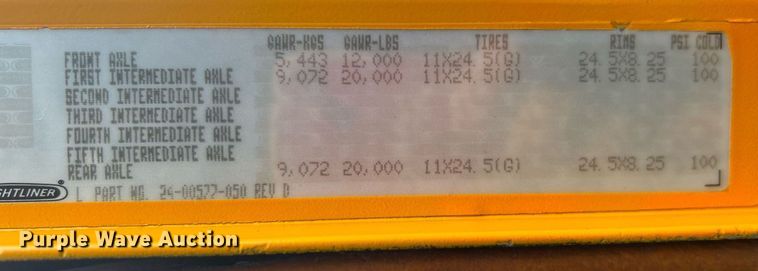 GAWR-KGS GAWR-LBS TIRES RIMS PSI COLD
FRONT AXLE 5,443 12,000 11X24.5(G) 24.5X8.25 100
FIRST INTERMEDIATE AXLE 9,072 20,000 11X24.5(G) 24.5X8.25 100
SECOND INTERMEDIATE AXLE
THIRD INTERMEDIATE AXLE
FOURTH INTERMEDIATE AXLE
FIFTH INTERMEDIATE AXLE
REAR AXLE 9,072 20,000 11X24.5(G) 24.5X8.25 100
GHTLINER L PART NO. 24-00577-050 REV D
Purple Wave Auction